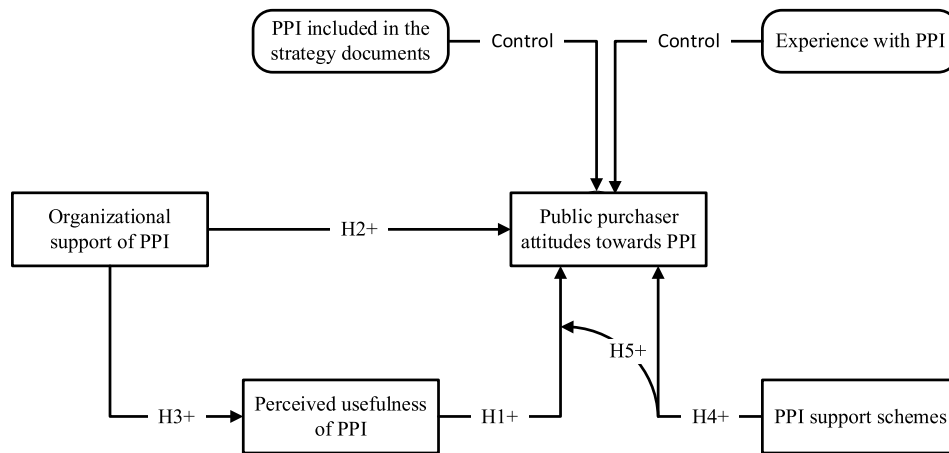 PPI included in the
strategy documents
Control
Control
Experience with PPI
Organizational
support of PPI
H2+
Public purchaser
attitudes towards PPI
H5+
H3+
Perceived usefulness
of PPI
H1+
H4+
PPI support schemes